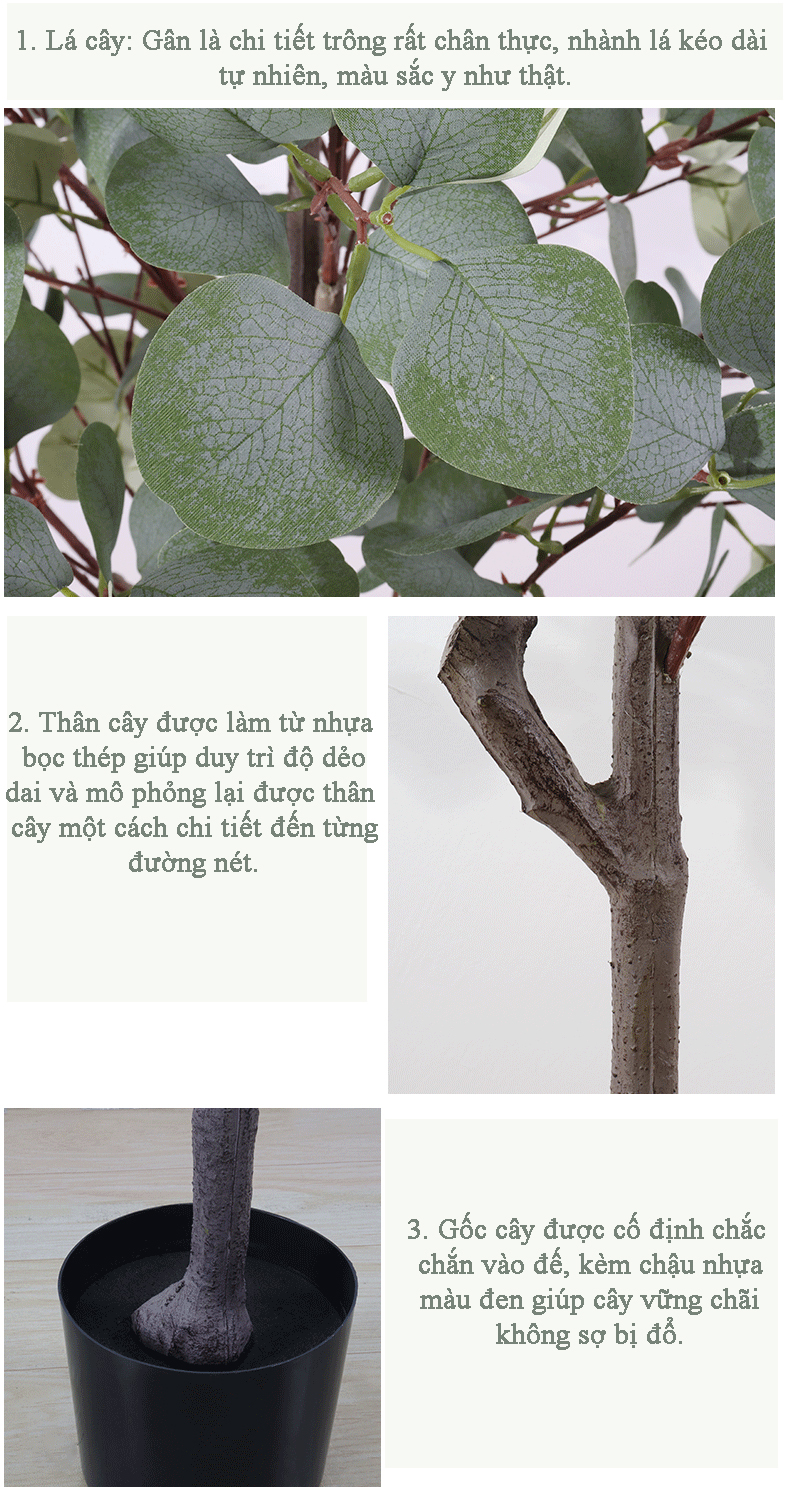 1. Lá cây: Gân là chi tiết trông rất chân thực, nhành lá kéo dài
tự nhiên, màu sắc y như thật.
2. Thân cây được làm từ nhựa
bọc thép giúp duy trì độ dẻo
dai và mô phỏng lại được thân
cây một cách chi tiết đến từng
đường nét.
3. Gốc cây được cố định chắc
chắn vào đế, kèm chậu nhựa
màu đen giúp cây vững chãi
không sợ bị đổ.